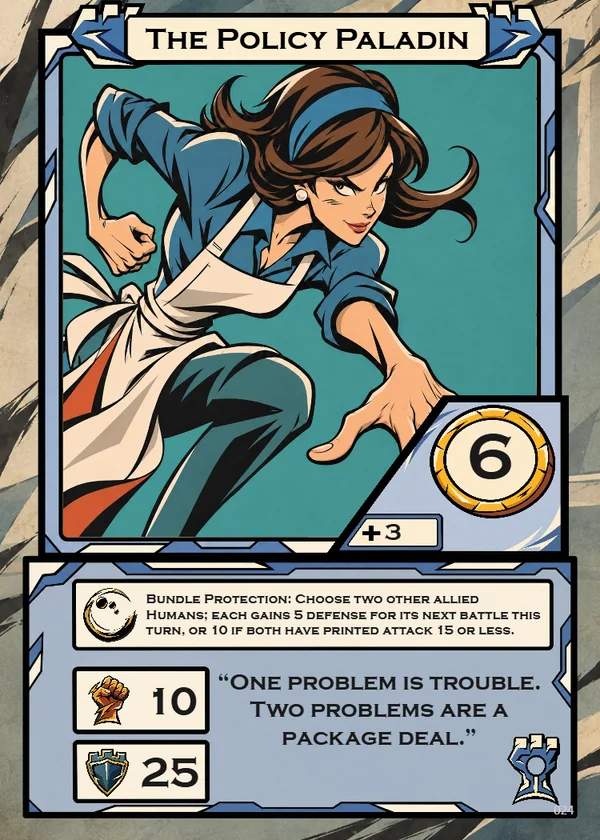 The Policy Paladin
6
+3
Bundle Protection: Choose two other allied
Humans; each gains 5 defense for its next battle this
turn, or 10 if both have printed attack 15 or less.
10
“One problem is trouble.
Two problems are a
package deal.”
25
024